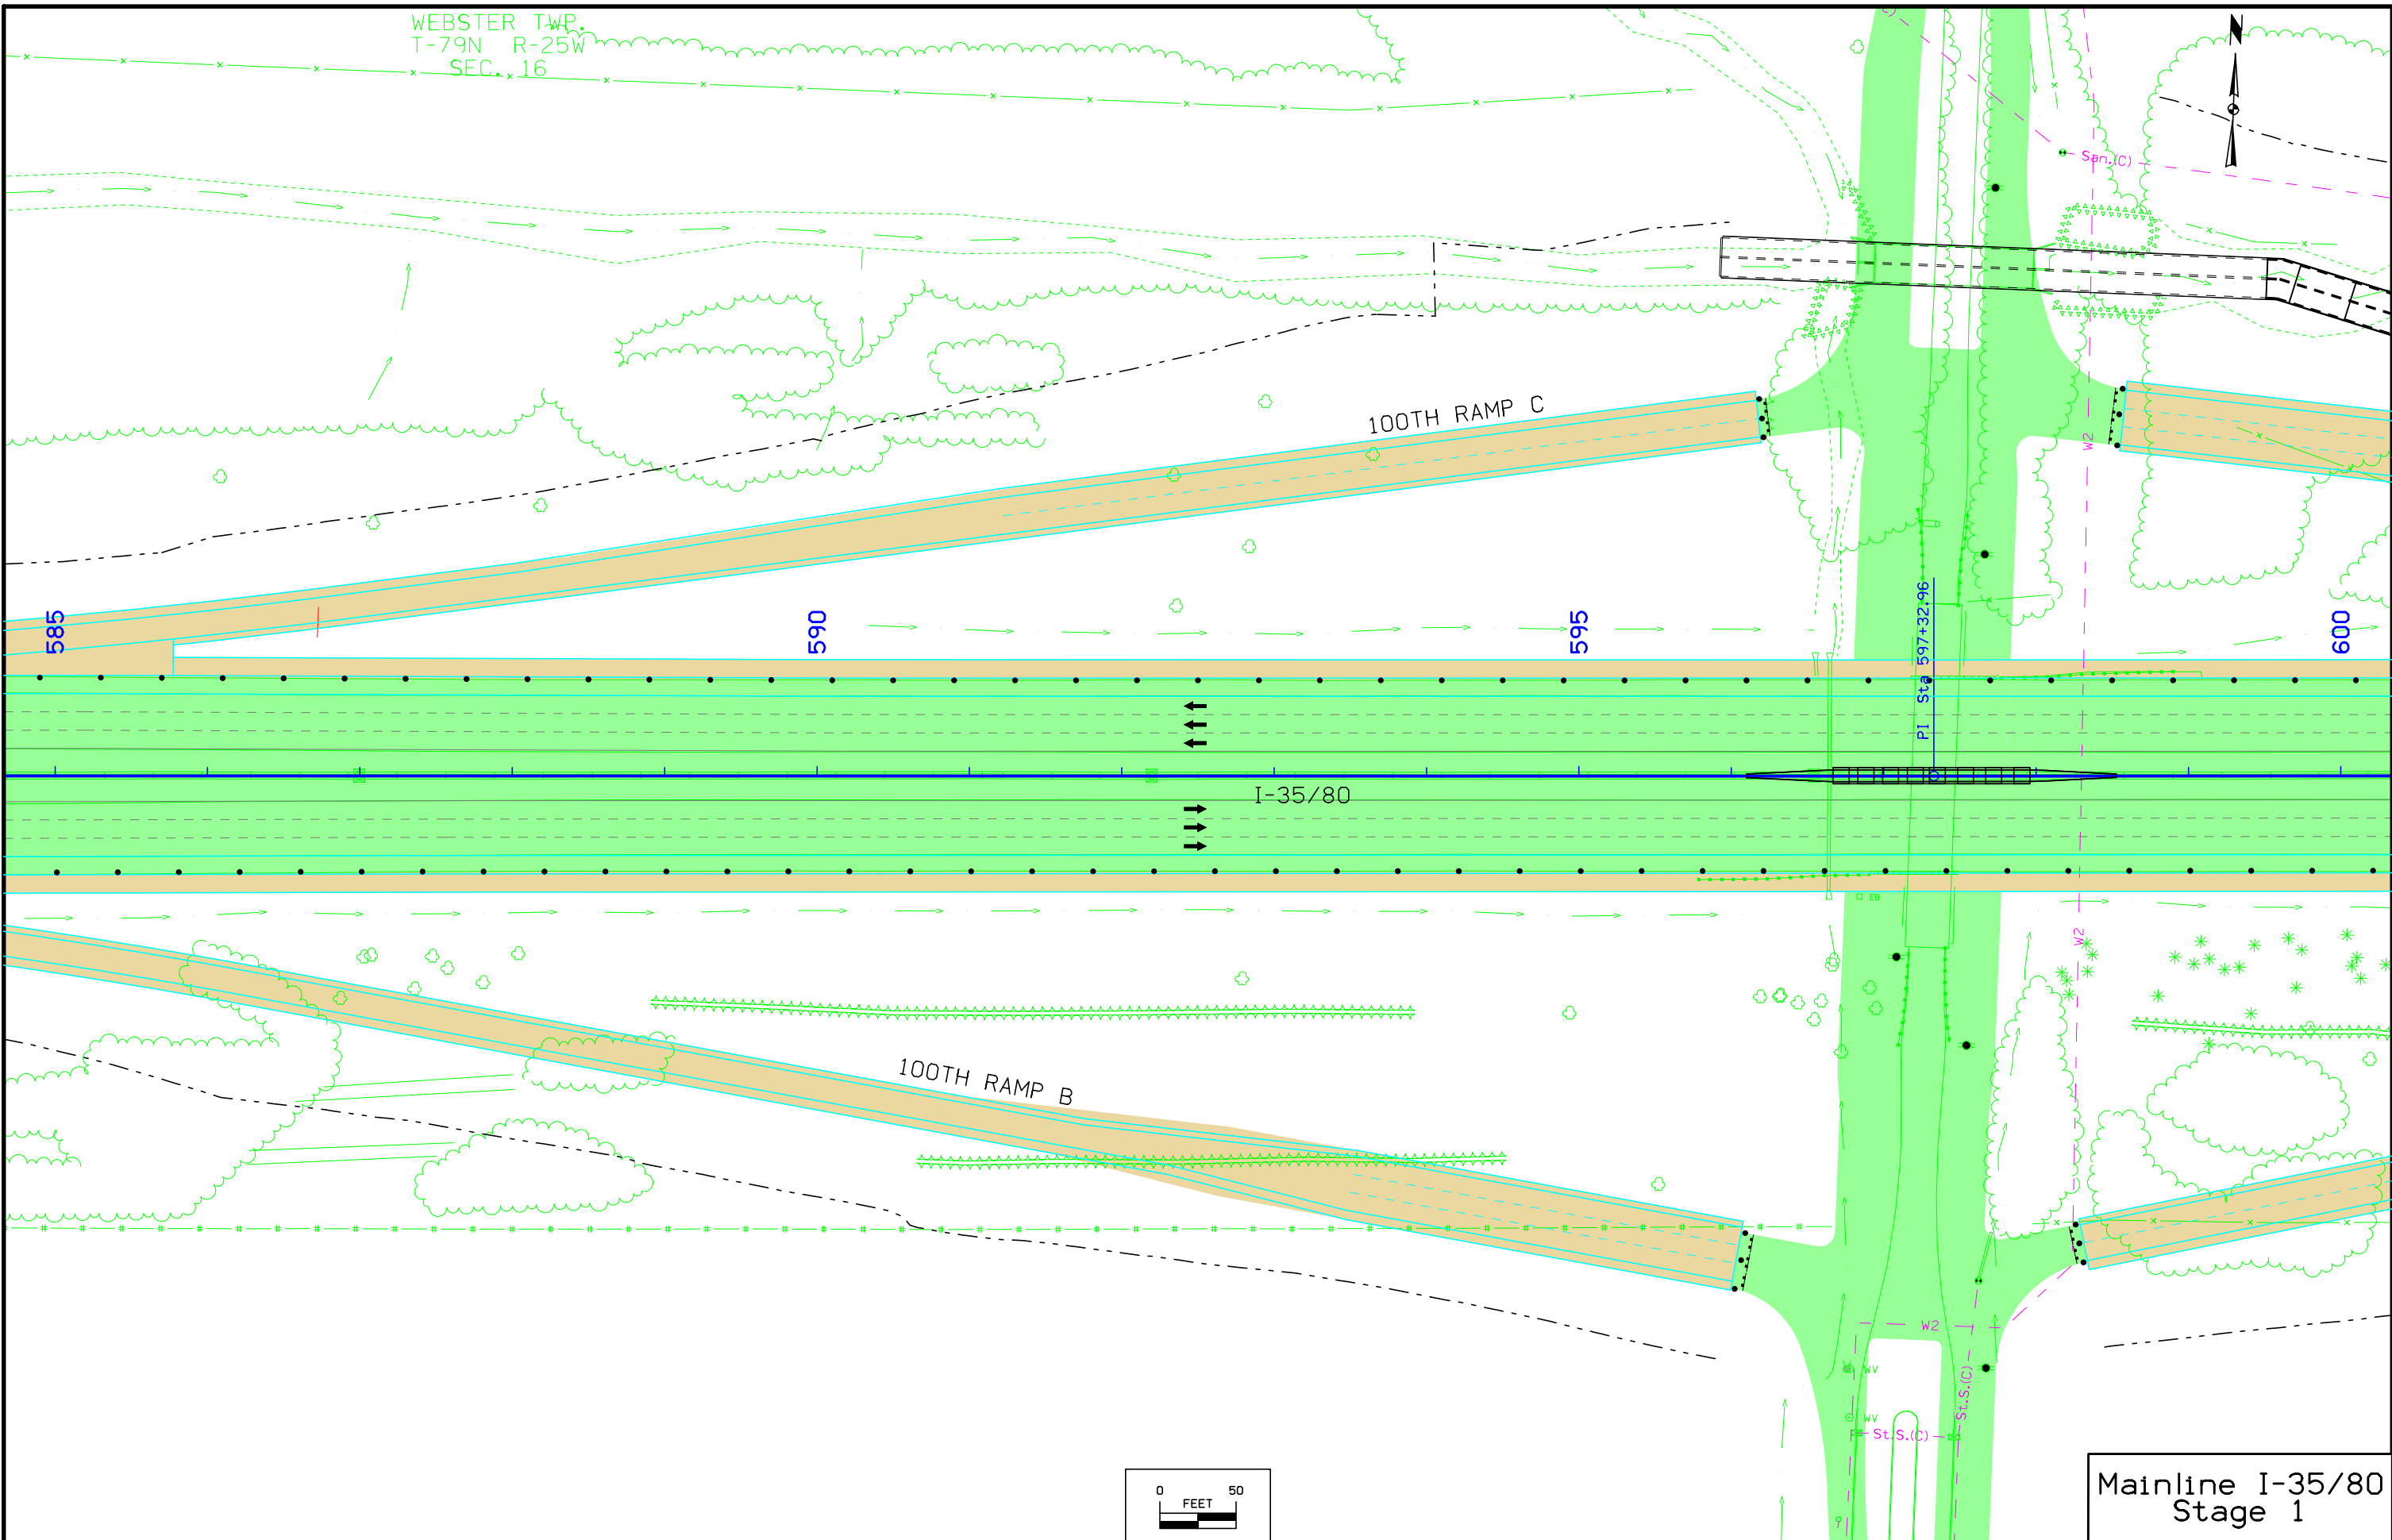 WEBSTER TWP.
T-79N R-25W
SEC. 16
N
San.(C)
100TH RAMP C
W2
585
590
595
PI Sta 597+32.96
600
I-35/80
EB
W2
100TH RAMP B
W2
WV
St.S.(C)
WV
St.S.(C)
0 50
FEET
Mainline I-35/80
Stage 1